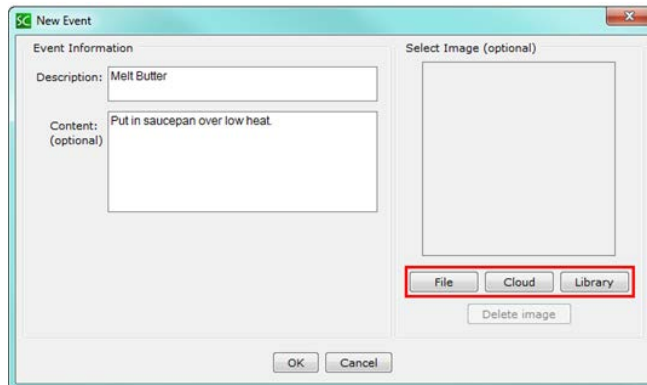 SC New Event
Event Information
Description: Melt Butter
Content: Put in saucepan over low heat.
(optional)
Select Image (optional)
File Cloud Library
Delete image
OK Cancel